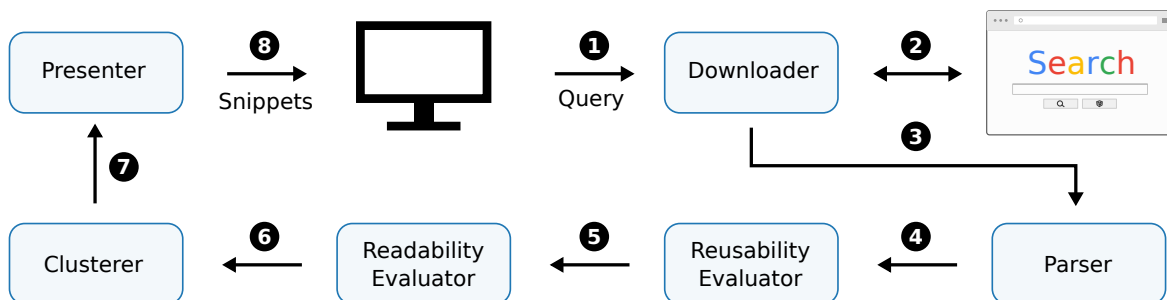 Presenter
8
Snippets
1
Query
Downloader
2
Search
3
7
Clusterer
6
Readability
Evaluator
5
Reusability
Evaluator
4
Parser